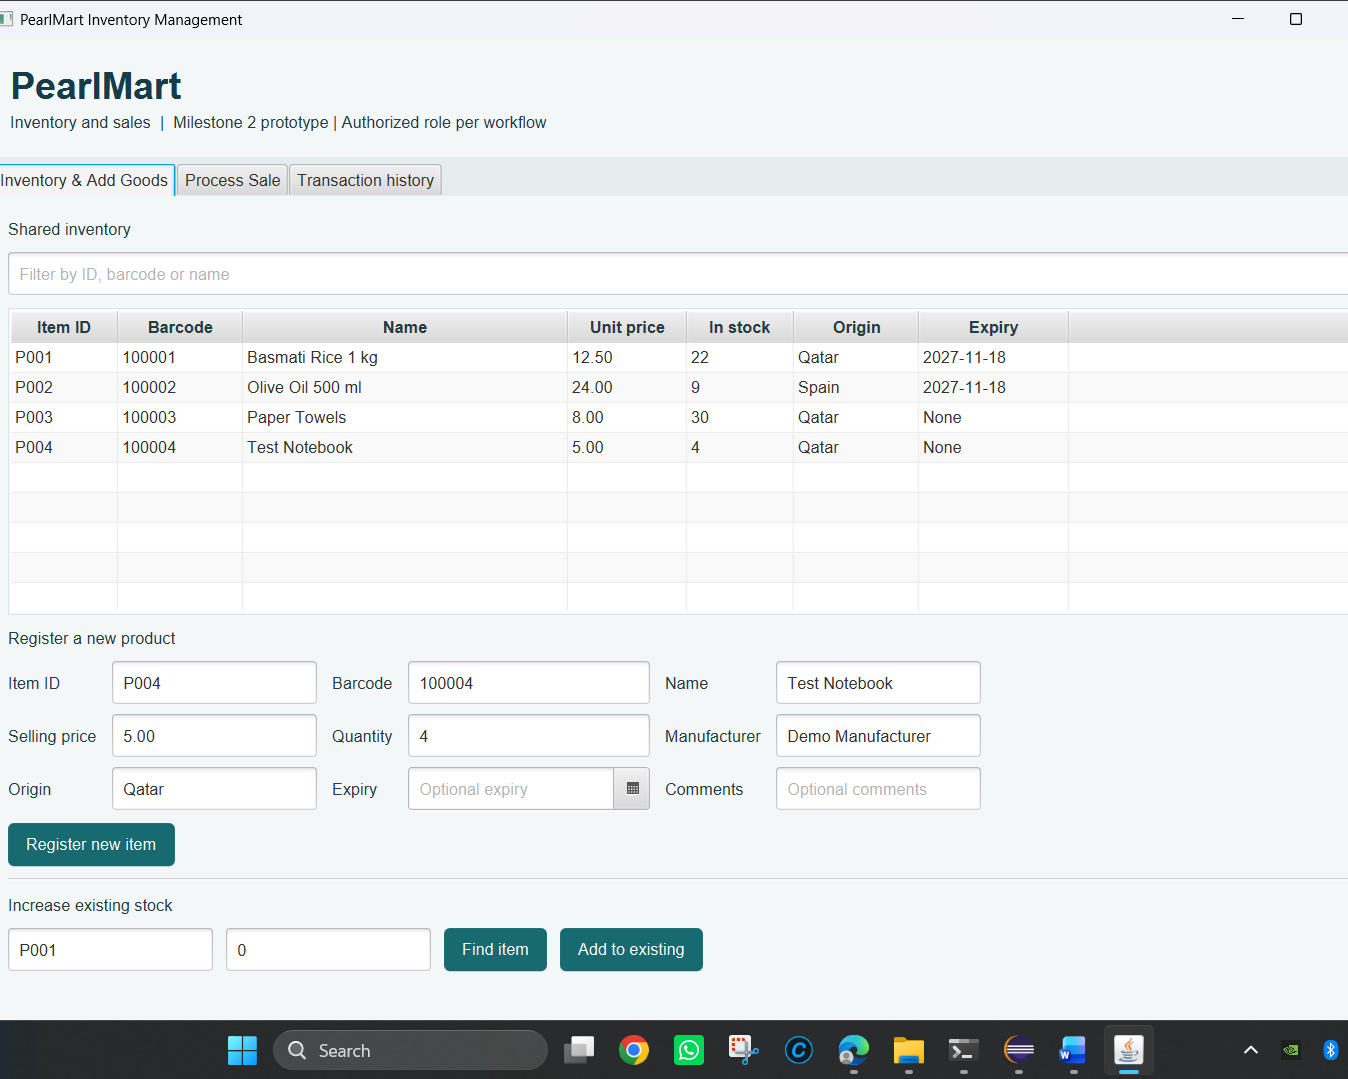 PearlMart Inventory Management
PearlMart
Inventory and sales | Milestone 2 prototype | Authorized role per workflow
Inventory & Add Goods Process Sale Transaction history
Shared inventory
Filter by ID, barcode or name
Item ID Barcode Name Unit price In stock Origin Expiry
P001 100001 Basmati Rice 1 kg 12.50 22 Qatar 2027-11-18
P002 100002 Olive Oil 500 ml 24.00 9 Spain 2027-11-18
P003 100003 Paper Towels 8.00 30 Qatar None
P004 100004 Test Notebook 5.00 4 Qatar None
Register a new product
Item ID P004 Barcode 100004 Name Test Notebook
Selling price 5.00 Quantity 4 Manufacturer Demo Manufacturer
Origin Qatar Expiry Optional expiry Comments Optional comments
Register new item
Increase existing stock
P001 0 Find item Add to existing
Search